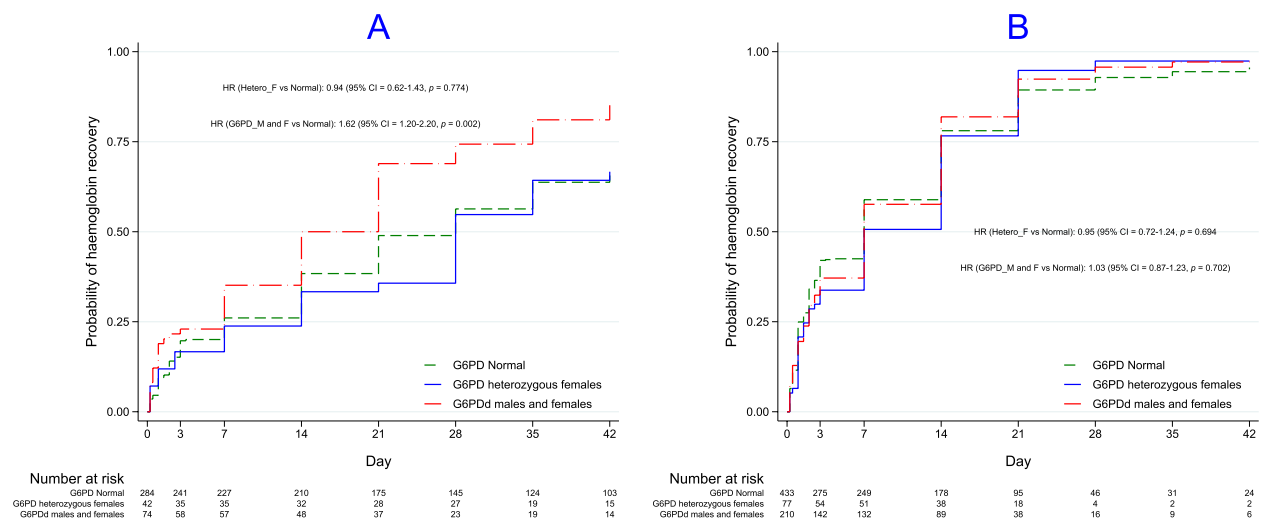 A
Probability of haemoglobin recovery
1.00
0.75
0.50
0.25
0.00
HR (Hetero_F vs Normal): 0.94 (95% CI = 0.62-1.43, p = 0.774)
HR (G6PD_M and F vs Normal): 1.62 (95% CI = 1.20-2.20, p = 0.002)
G6PD Normal
G6PD heterozygous females
G6PDd males and females
0 3 7 14 21 28 35 42
Day
Number at risk
G6PD Normal 284 241 227 210 175 145 124 103
G6PD heterozygous females 42 35 35 32 28 27 19 15
G6PDd males and females 74 58 57 48 37 23 19 14
B
Probability of haemoglobin recovery
1.00
0.75
0.50
0.25
0.00
HR (Hetero_F vs Normal): 0.95 (95% CI = 0.72-1.24, p = 0.694
HR (G6PD_M and F vs Normal): 1.03 (95% CI = 0.87-1.23, p = 0.702)
G6PD Normal
G6PD heterozygous females
G6PDd males and females
0 3 7 14 21 28 35 42
Day
Number at risk
G6PD Normal 433 275 249 178 95 46 31 24
G6PD heterozygous females 77 54 51 38 18 4 2 2
G6PDd males and females 210 142 132 89 38 16 9 6